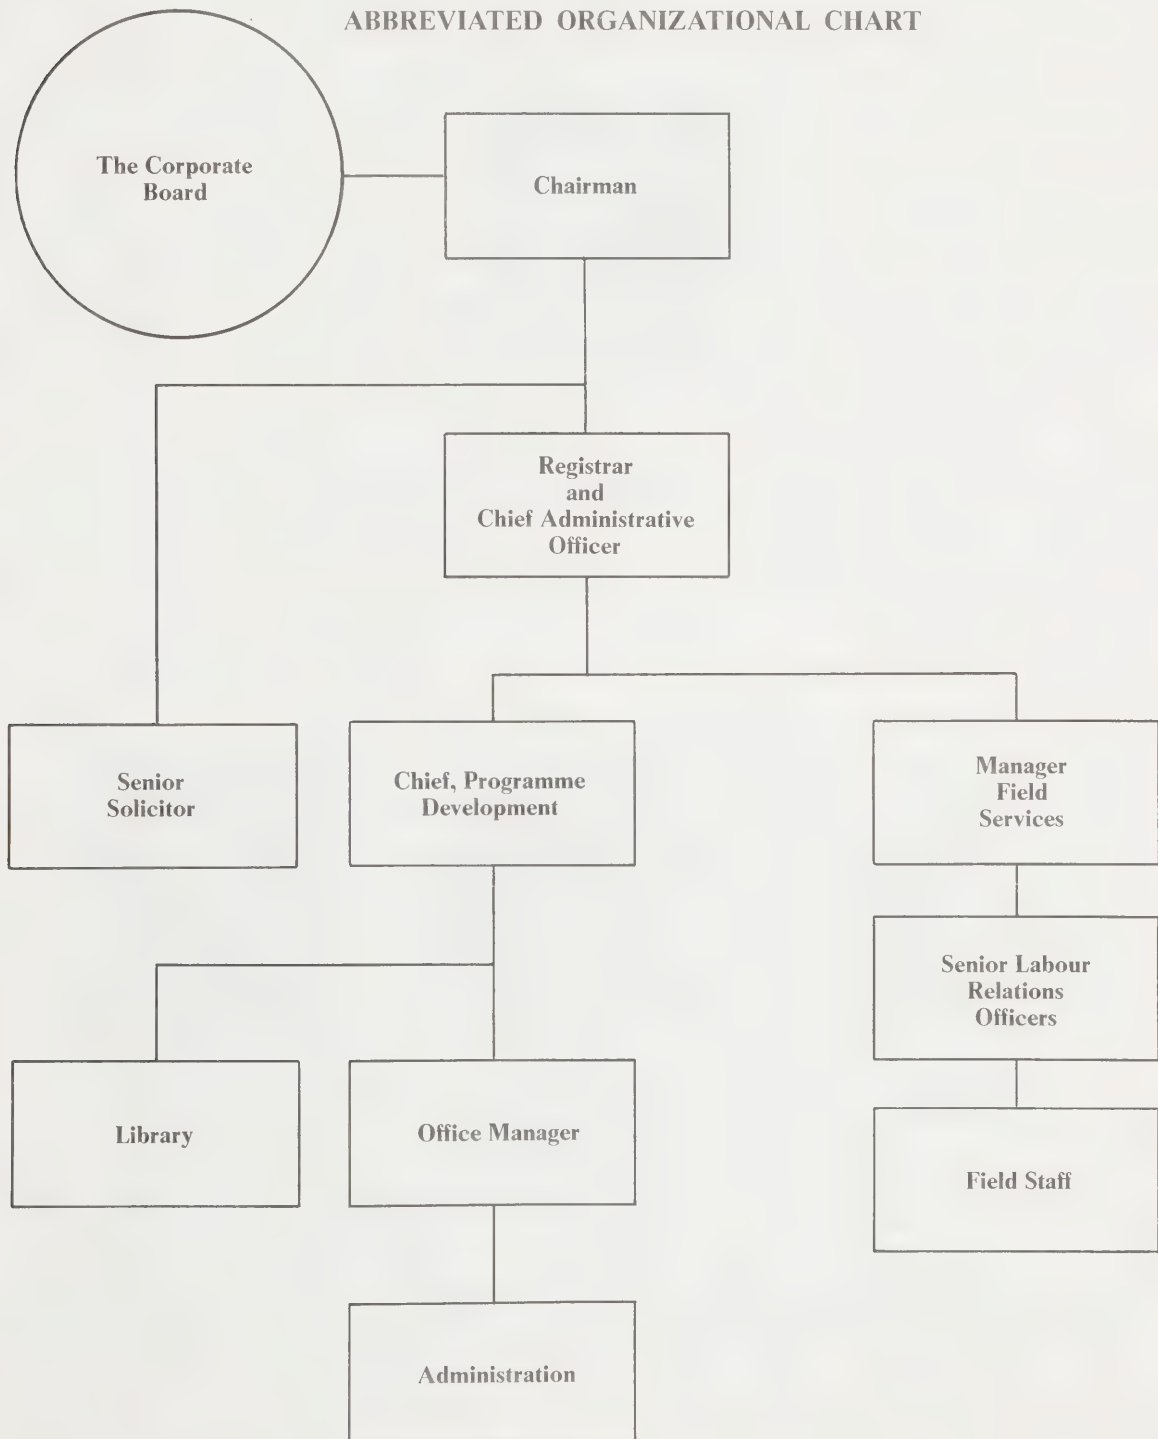 ABBREVIATED ORGANIZATIONAL CHART
The Corporate
Board
Chairman
Registrar
and
Chief Administrative
Officer
Senior
Solicitor
Chief, Programme
Development
Manager
Field
Services
Senior Labour
Relations
Officers
Library
Office Manager
Field Staff
Administration